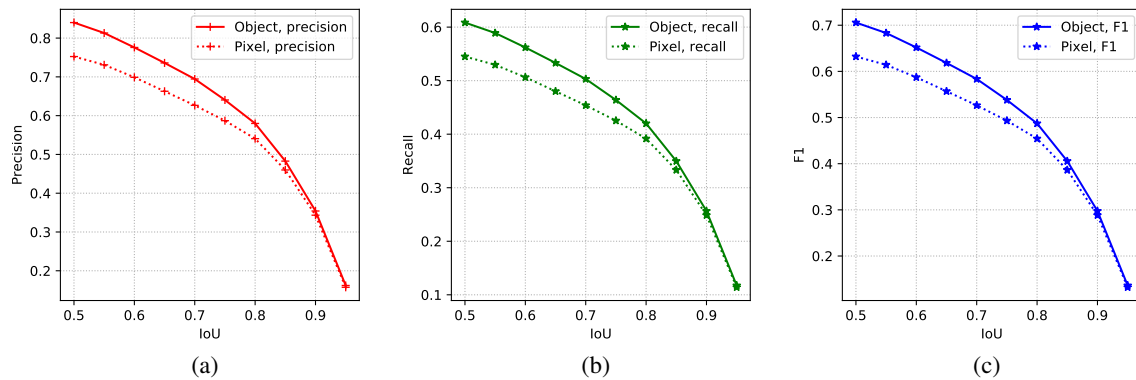 Object, precision
Pixel, precision
0.8
0.7
0.6
0.5
0.4
0.3
0.2
Precision
0.5 0.6 0.7 0.8 0.9
IoU
(a)
Object, recall
Pixel, recall
0.6
0.5
0.4
0.3
0.2
0.1
Recall
0.5 0.6 0.7 0.8 0.9
IoU
(b)
Object, F1
Pixel, F1
0.7
0.6
0.5
0.4
0.3
0.2
F1
0.5 0.6 0.7 0.8 0.9
IoU
(c)